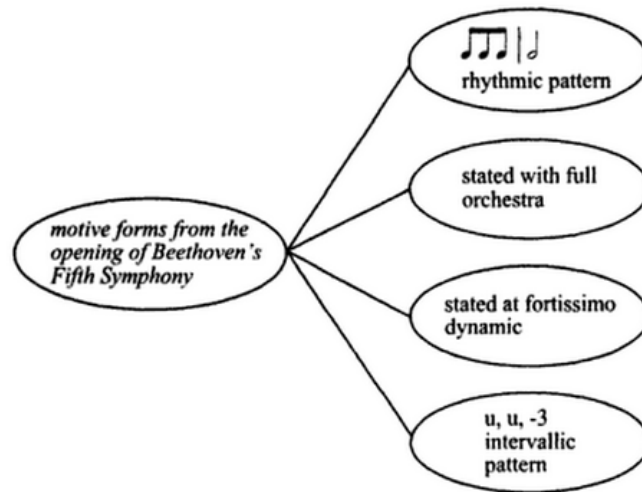 rhythmic pattern
stated with full
orchestra
motive forms from the
opening of Beethoven's
Fifth Symphony
stated at fortissimo
dynamic
u, u, -3
intervallic
pattern